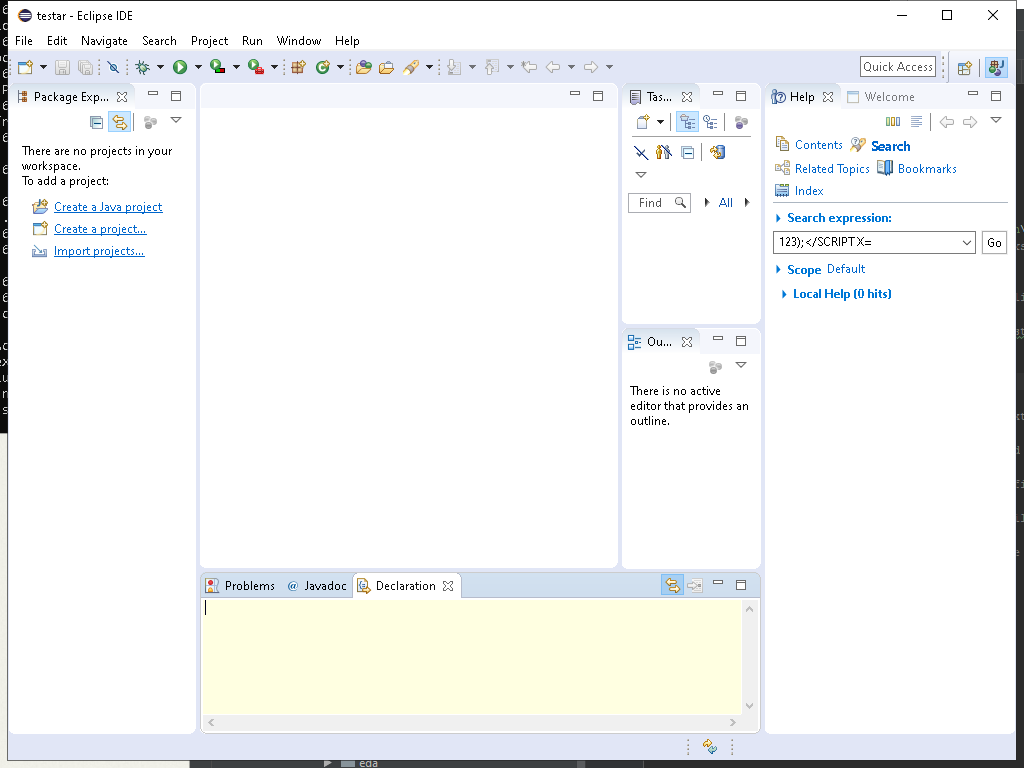 testar - Eclipse IDE
File Edit Navigate Search Project Run Window Help
Quick Access
Package Exp...
There are no projects in your
workspace.
To add a project:
Create a Java project
Create a project...
Import projects...
Tas...
Find
All
Ou...
There is no active
editor that provides an
outline.
Help
Welcome
Contents
Search
Related Topics
Bookmarks
Index
Search expression:
123);</SCRIPTX=
Go
Scope Default
Local Help (0 hits)
Problems
@ Javadoc
Declaration
eda